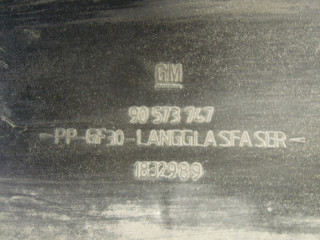 GM
90 573 747
-PP-GF30-LANGGLASFASER-
1832989